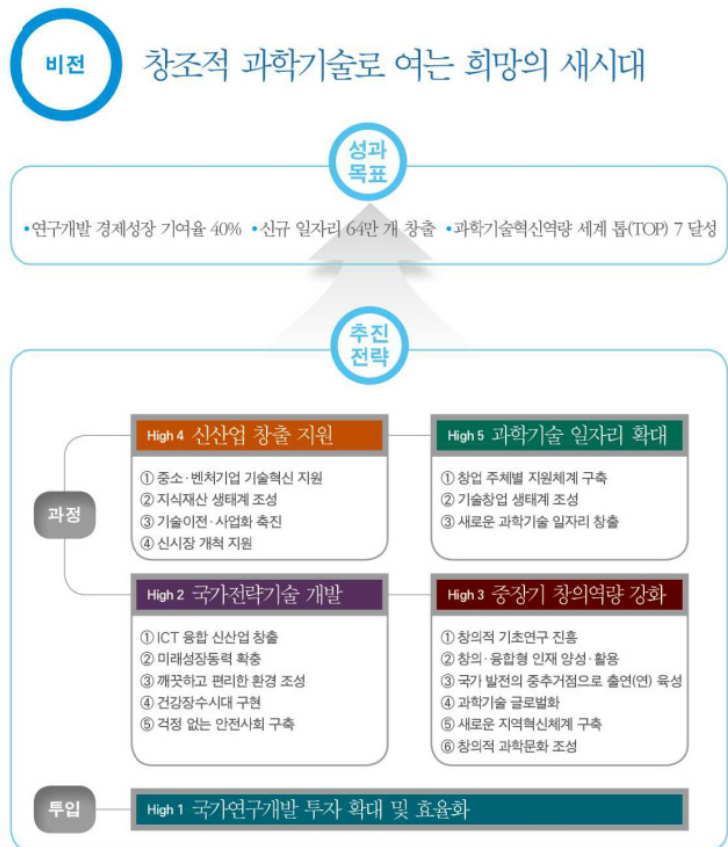 비전
창조적 과학기술로 여는 희망의 새시대
성과
목표
•연구개발 경제성장 기여율 40% •신규 일자리 64만 개 창출 •과학기술혁신역량 세계 톱(TOP) 7 달성
추진
전략
과정
High 4 신산업 창출 지원
① 중소·벤처기업 기술혁신 지원
② 지식재산 생태계 조성
③ 기술이전·사업화 촉진
④ 신시장 개척 지원
High 5 과학기술 일자리 확대
① 창업 주체별 지원체계 구축
② 기술창업 생태계 조성
③ 새로운 과학기술 일자리 창출
High 2 국가전략기술 개발
① ICT 융합 신산업 창출
② 미래성장동력 확충
③ 깨끗하고 편리한 환경 조성
④ 건강장수시대 구현
⑤ 걱정 없는 안전사회 구축
High 3 중장기 창의역량 강화
① 창의적 기초연구 진흥
② 창의·융합형 인재 양성·활용
③ 국가 발전의 중추거점으로 출연(연) 육성
④ 과학기술 글로벌화
⑤ 새로운 지역혁신체계 구축
⑥ 창의적 과학문화 조성
투입
High 1 국가연구개발 투자 확대 및 효율화